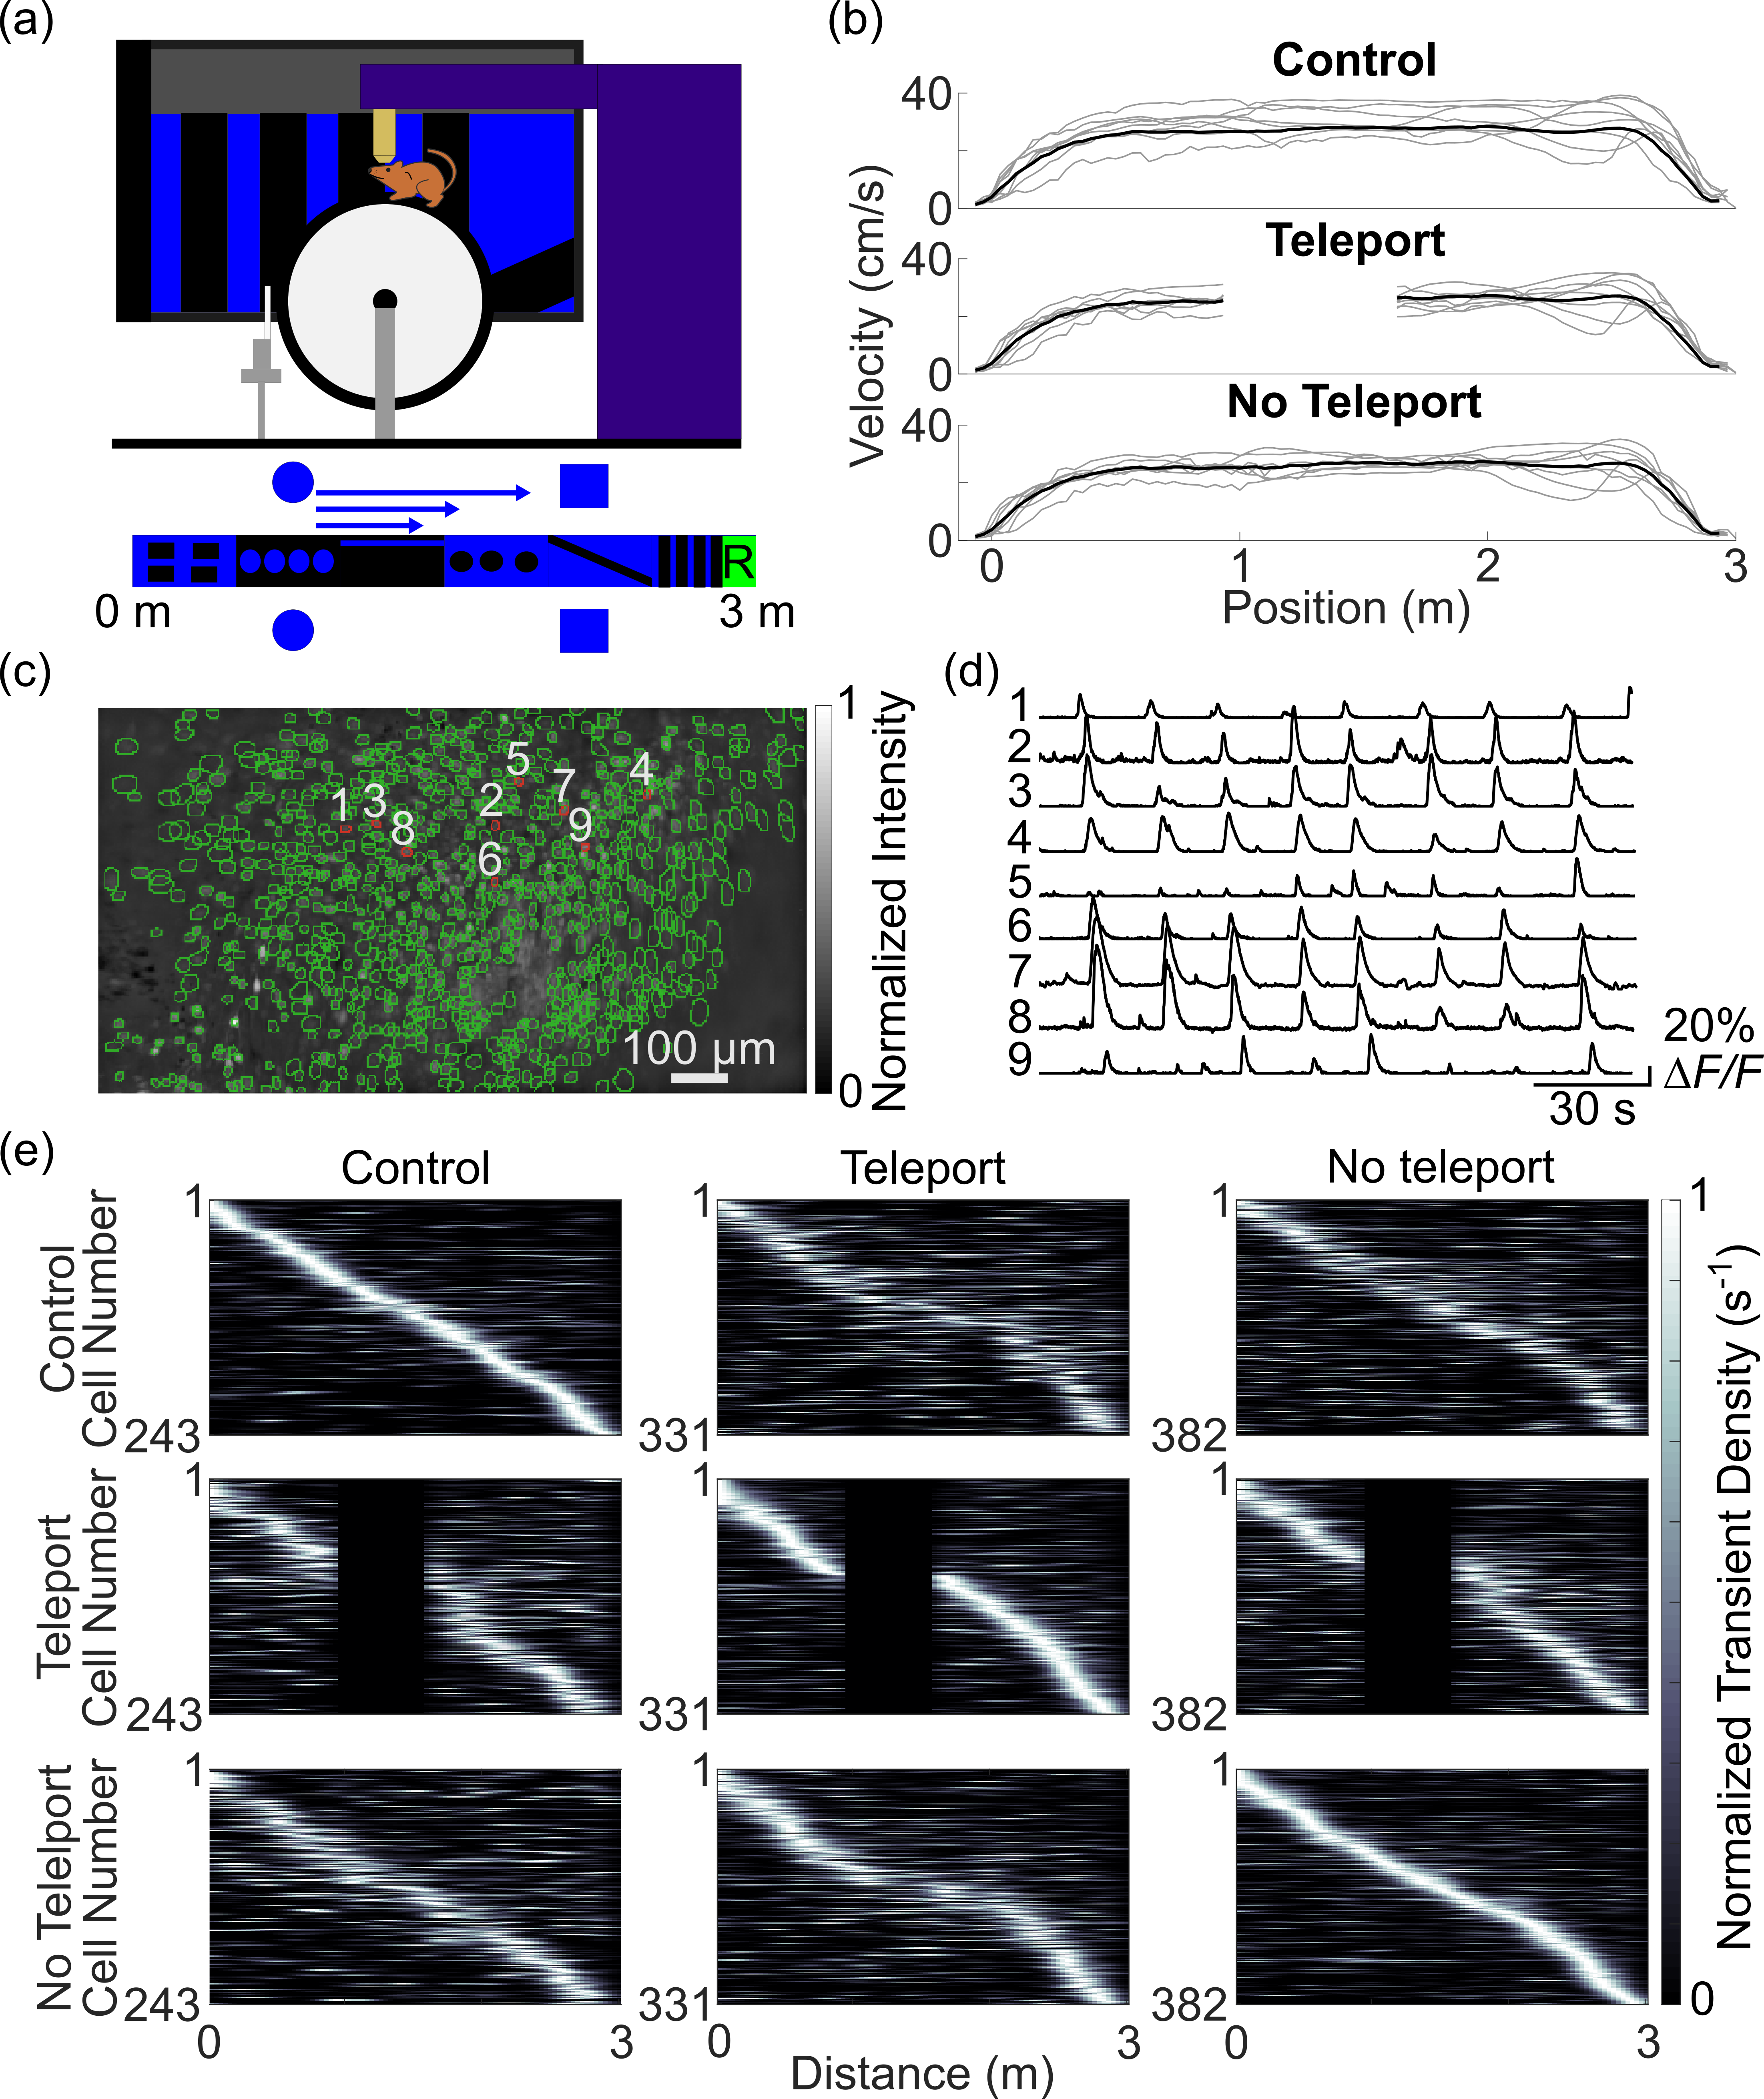 (a)
R
0 m
3 m
(b)
Control
Teleport
No Teleport
Velocity (cm/s)
40
0
40
0
40
0
0
1
2
3
Position (m)
(c)
1
3
8
5
2
6
7
9
4
100 µm
1
0
Normalized Intensity
(d)
1
2
3
4
5
6
7
8
9
20%
ΔF/F
30 s
(e)
Control
Teleport
No teleport
Control
Cell Number
1
243
1
331
1
382
Teleport
Cell Number
1
243
1
331
1
382
No Telelport
Cell Number
1
243
1
331
1
382
0
3
0
3
0
3
Distance (m)
1
0
Normalized Transient Density (s⁻¹)